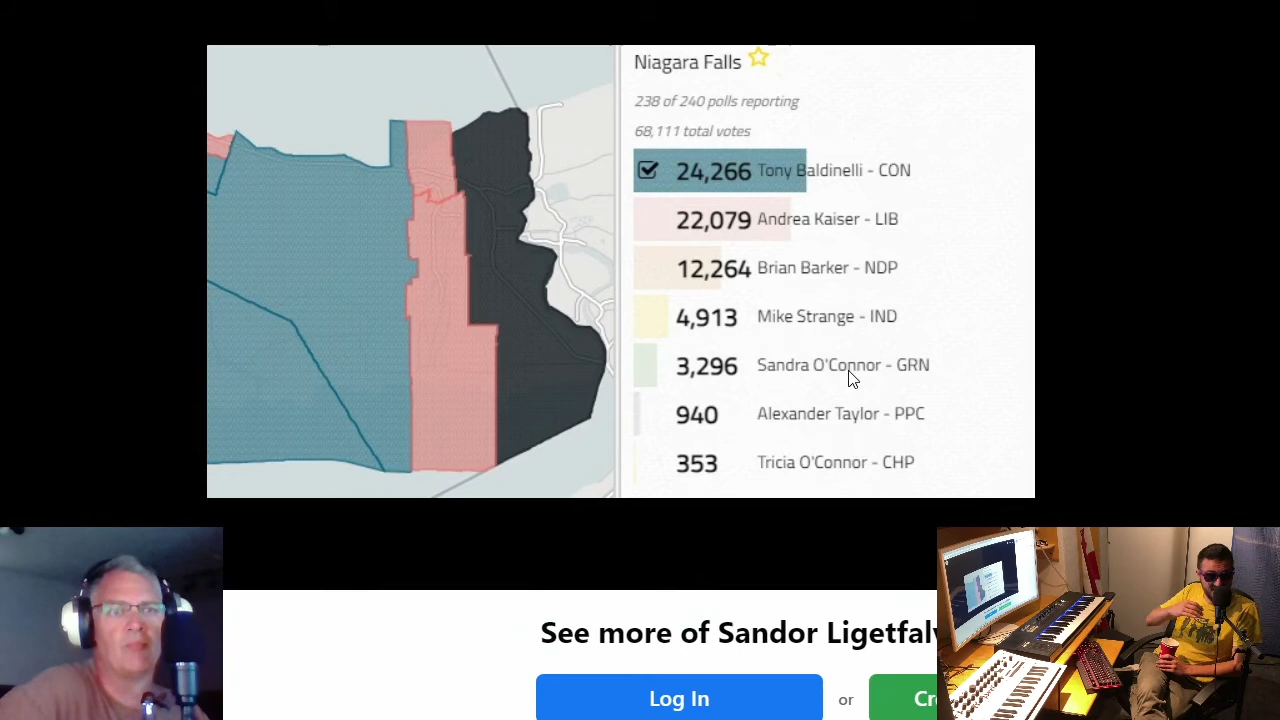 Niagara Falls
238 of 240 polls reporting
68,111 total votes
24,266 Tony Baldinelli - CON
22,079 Andrea Kaiser - LIB
12,264 Brian Barker - NDP
4,913 Mike Strange - IND
3,296 Sandra O'Connor - GRN
940 Alexander Taylor - PPC
353 Tricia O'Connor - CHP
See more of Sandor
Log In
or